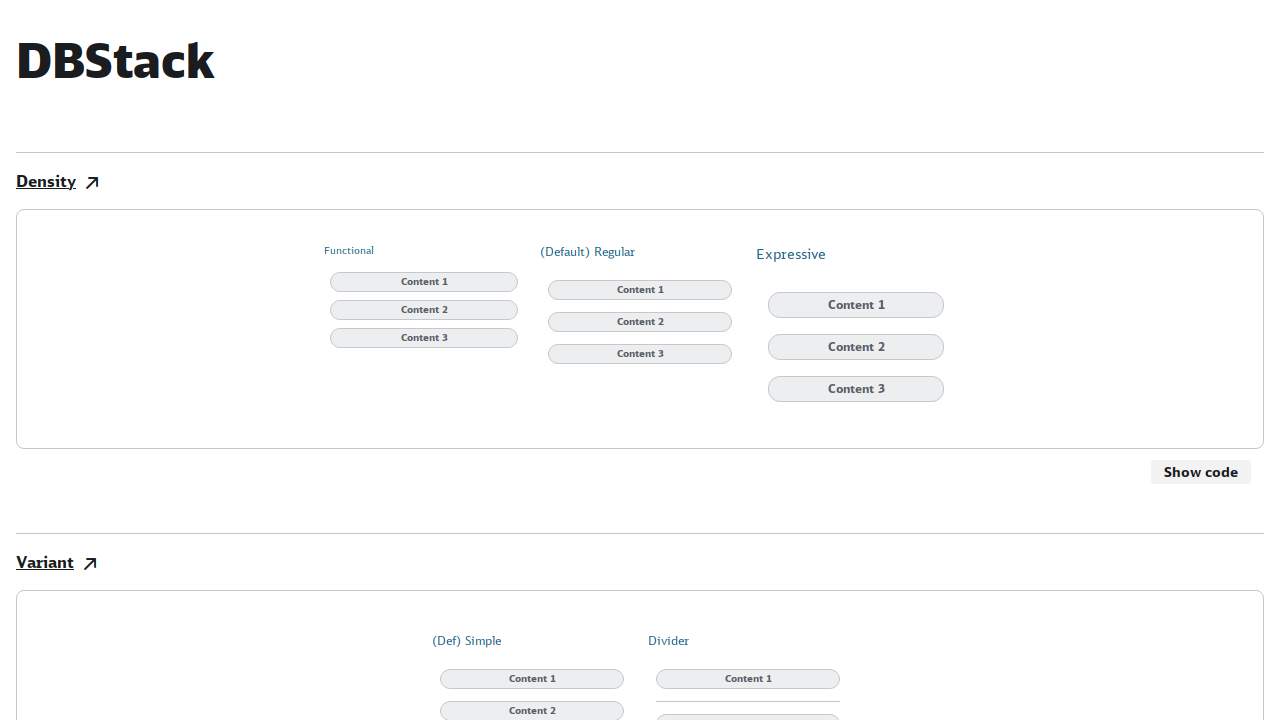 DBStack
Density
Functional
Content 1
Content 2
Content 3
(Default) Regular
Content 1
Content 2
Content 3
Expressive
Content 1
Content 2
Content 3
Show code
Variant
(Def) Simple
Content 1
Content 2
Divider
Content 1